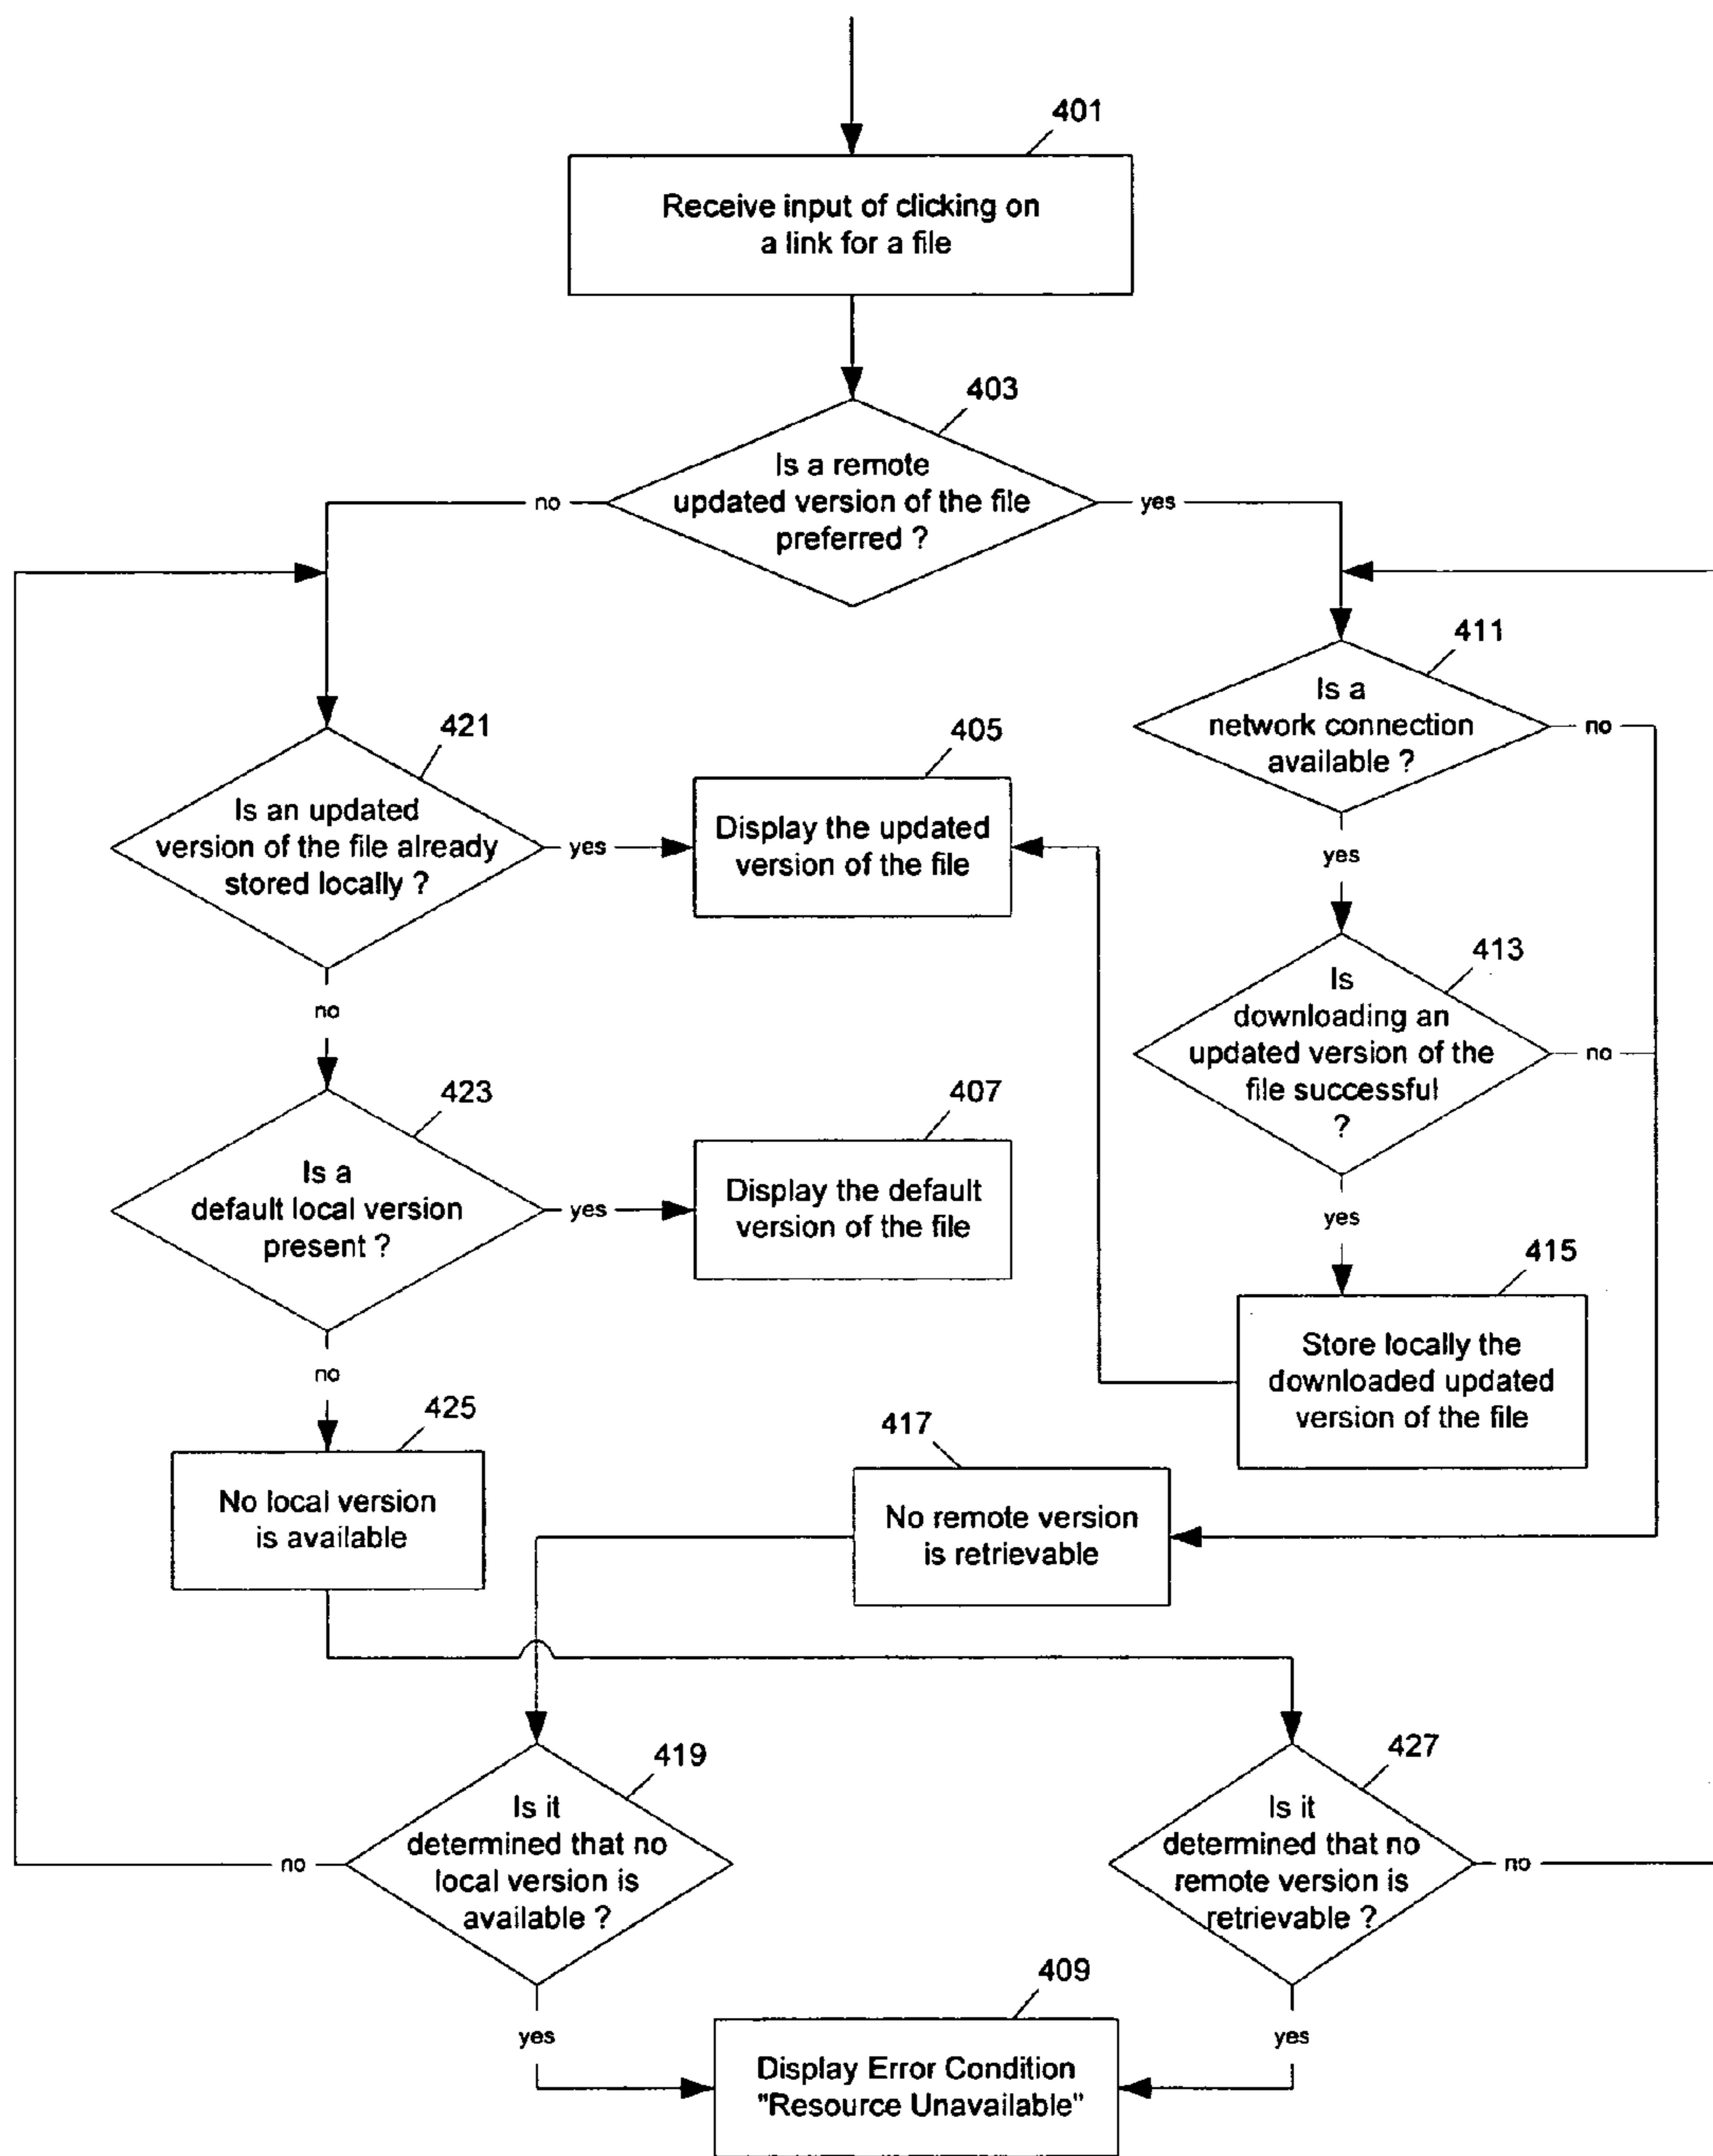 401
Receive input of clicking on
a link for a file
403
Is a remote
updated version of the file
preferred ?
no
yes
411
Is a
network connection
available ?
no
yes
421
Is an updated
version of the file already
stored locally ?
yes
no
405
Display the updated
version of the file
413
Is
downloading an
updated version of the
file successful
?
no
yes
423
Is a
default local version
present ?
yes
no
407
Display the default
version of the file
415
Store locally the
downloaded updated
version of the file
425
No local version
is available
417
No remote version
is retrievable
419
Is it
determined that no
local version is
available ?
no
yes
427
Is it
determined that no
remote version is
retrievable ?
no
yes
409
Display Error Condition
"Resource Unavailable"